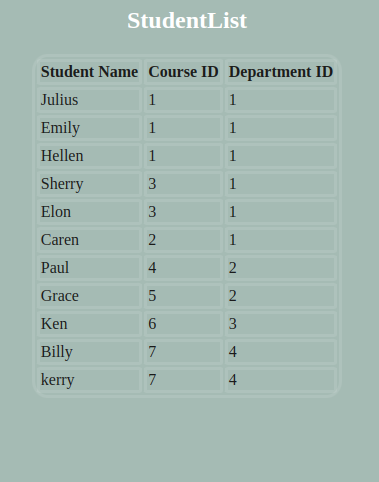 StudentList
Student Name Course ID Department ID
Julius 1 1
Emily 1 1
Hellen 1 1
Sherry 3 1
Elon 3 1
Caren 2 1
Paul 4 2
Grace 5 2
Ken 6 3
Billy 7 4
kerry 7 4